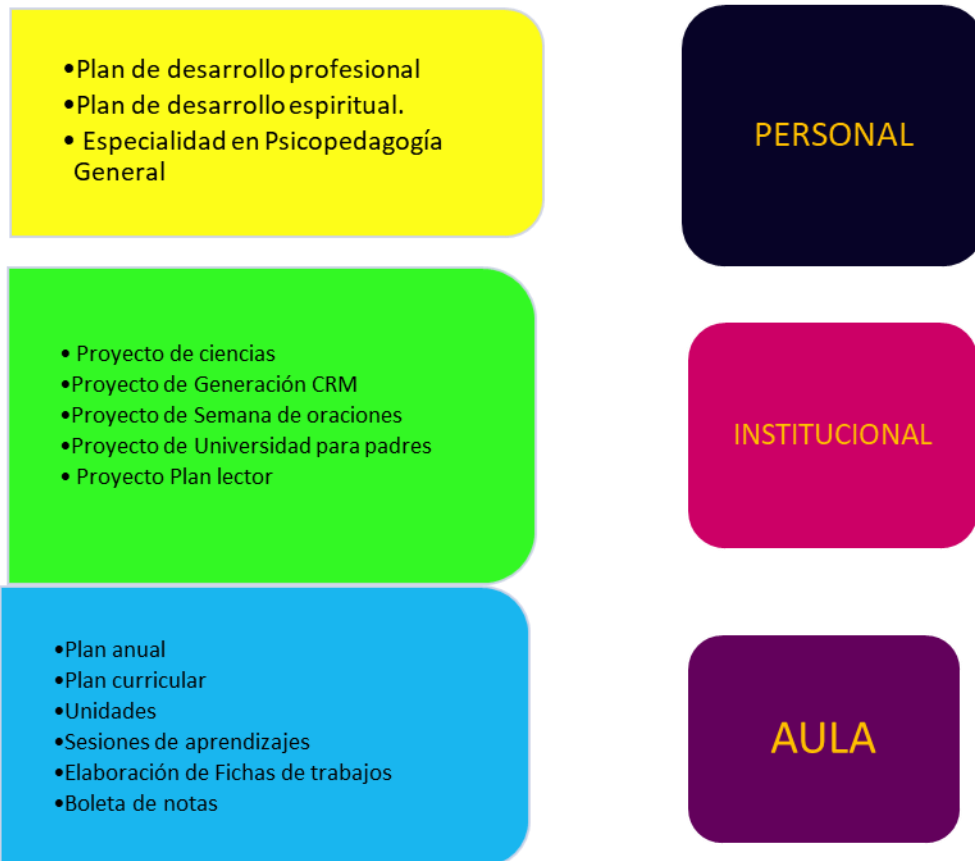 •Plan de desarrollo profesional
•Plan de desarrollo espiritual.
• Especialidad en Psicopedagogía
General
PERSONAL
• Proyecto de ciencias
•Proyecto de Generación CRM
•Proyecto de Semana de oraciones
•Proyecto de Universidad para padres
• Proyecto Plan lector
INSTITUCIONAL
•Plan anual
•Plan curricular
•Unidades
•Sesiones de aprendizajes
•Elaboración de Fichas de trabajos
•Boleta de notas
AULA